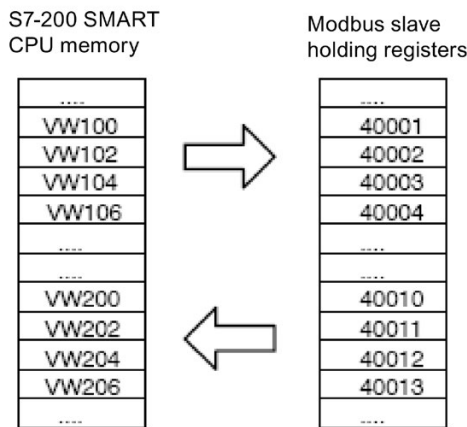 S7-200 SMART
CPU memory
....
VW100
VW102
VW104
VW106
....
....
VW200
VW202
VW204
VW206
....
Modbus slave
holding registers
....
40001
40002
40003
40004
....
....
40010
40011
40012
40013
....